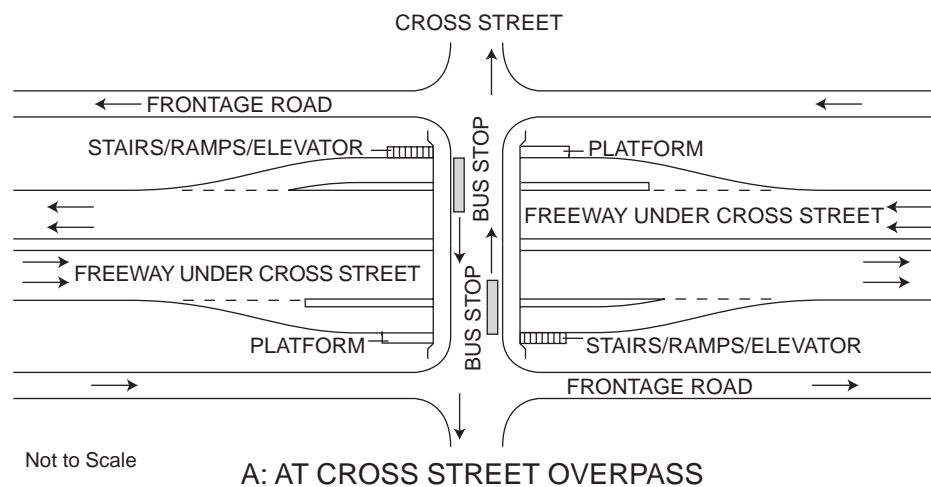 CROSS STREET
FRONTAGE ROAD
STAIRS/RAMPS/ELEVATOR
BUS STOP
PLATFORM
FREEWAY UNDER CROSS STREET
FREEWAY UNDER CROSS STREET
PLATFORM
BUS STOP
STAIRS/RAMPS/ELEVATOR
FRONTAGE ROAD
Not to Scale
A: AT CROSS STREET OVERPASS